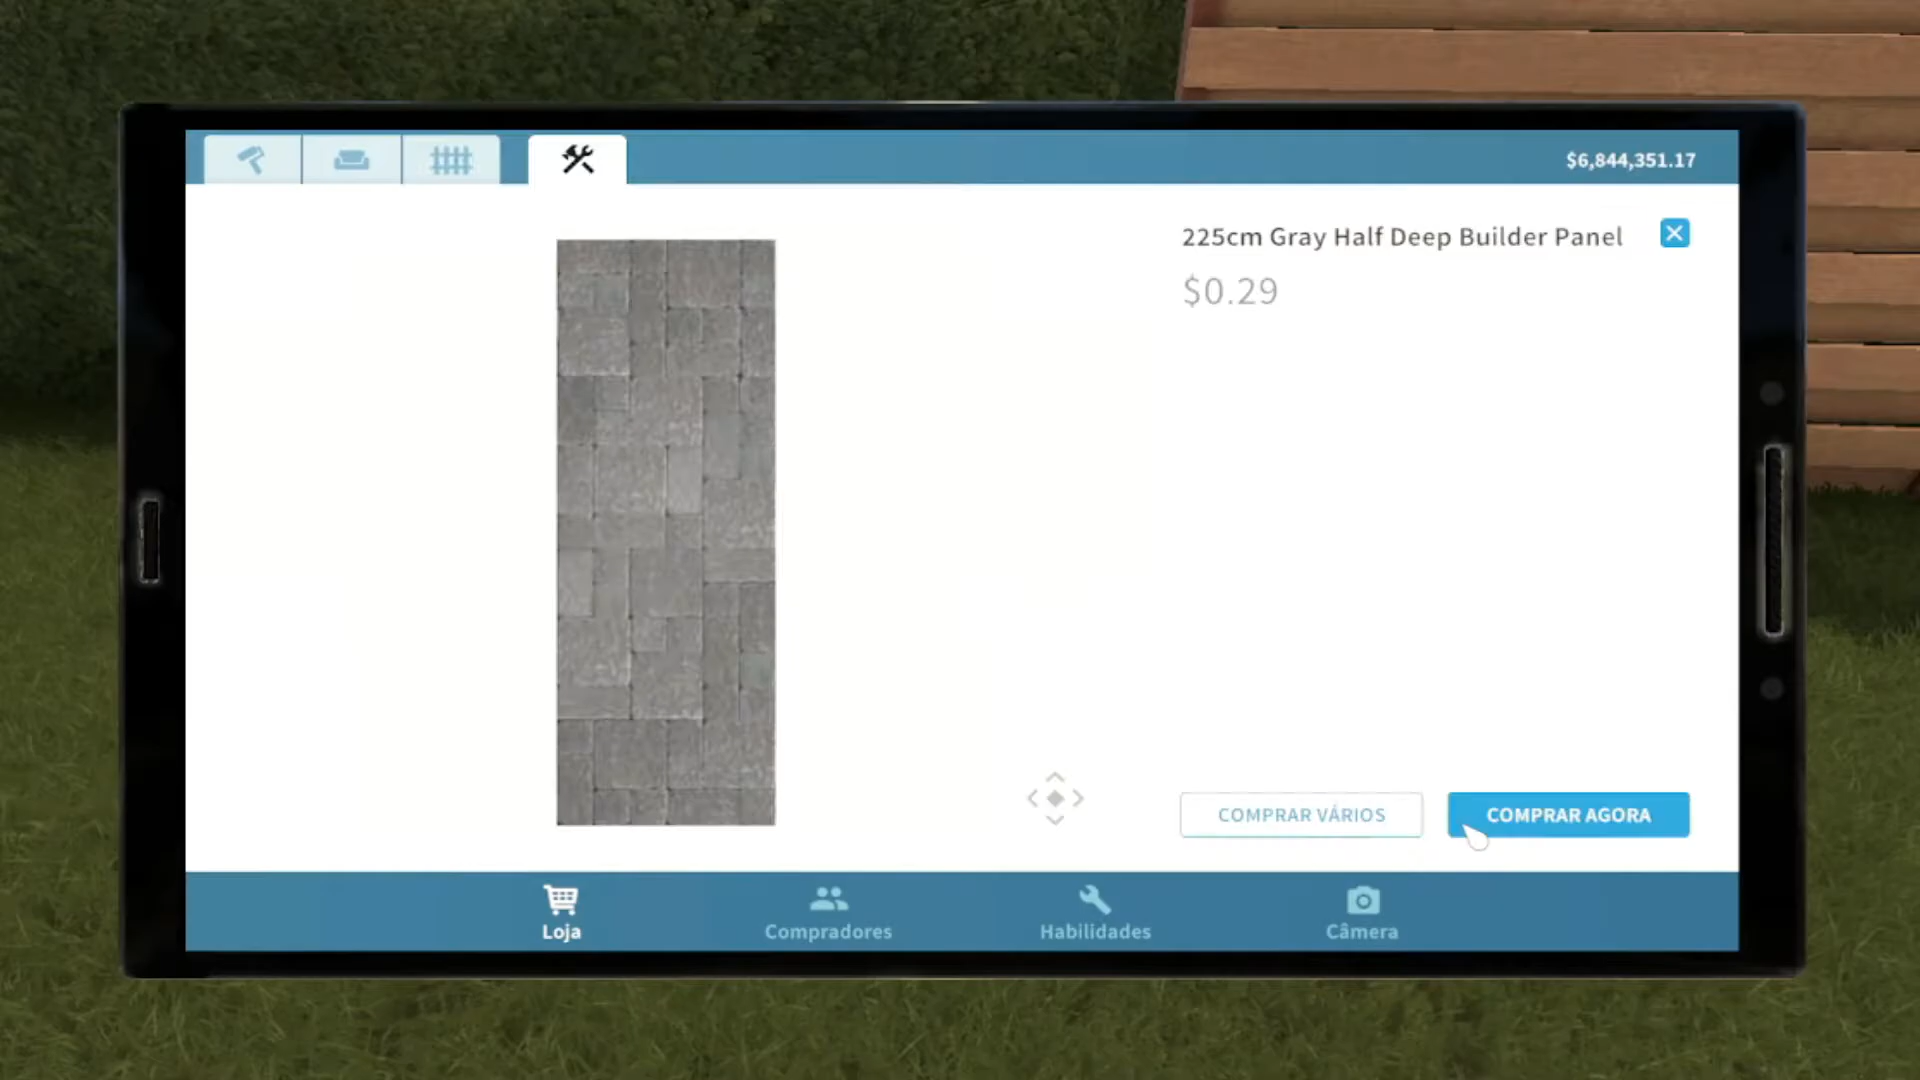 $6,844,351.17
225cm Gray Half Deep Builder Panel
$0.29
COMPRAR VÁRIOS
COMPRAR AGORA
Loja
Compradores
Habilidades
Câmera